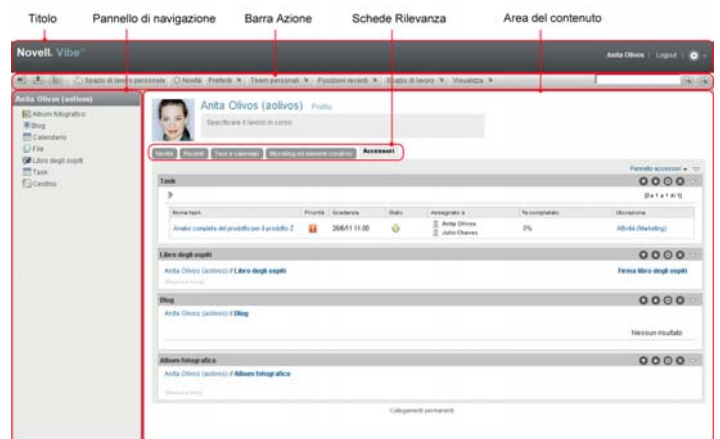 Titolo Pannello di navigazione Barra Azione Schede Rilevanza Area del contenuto
Novell. Vibe™
Anita Olivos | Logout |
Spazio di lavoro personale Novità Preferiti Team personali Posizioni recenti Spazio di lavoro Visualizza
Anita Olivos (aolivos)
Album fotografico
Blog
Calendario
File
Libro degli ospiti
Task
Cestino
Anita Olivos (aolivos) Profilo
Specificare il lavoro in corso.
Novità Recenti Task e calendari Microblog ed elementi condivisi Accessori
Pannello accessori
Task
[Da 1 a 1 di 1]
Nome task Priorità Scadenza Stato Assegnato a % completato Ubicazione
Analisi completa del prodotto per il prodotto Z 26/6/11 11.00 Anita Olivos 0% Attività (Marketing)
Julio Chavez
Libro degli ospiti
Anita Olivos (aolivos) // Libro degli ospiti Firma libro degli ospiti
Blog
Anita Olivos (aolivos) // Blog
Nessun risultato
Album fotografico
Anita Olivos (aolivos) // Album fotografico
Collegamenti permanenti